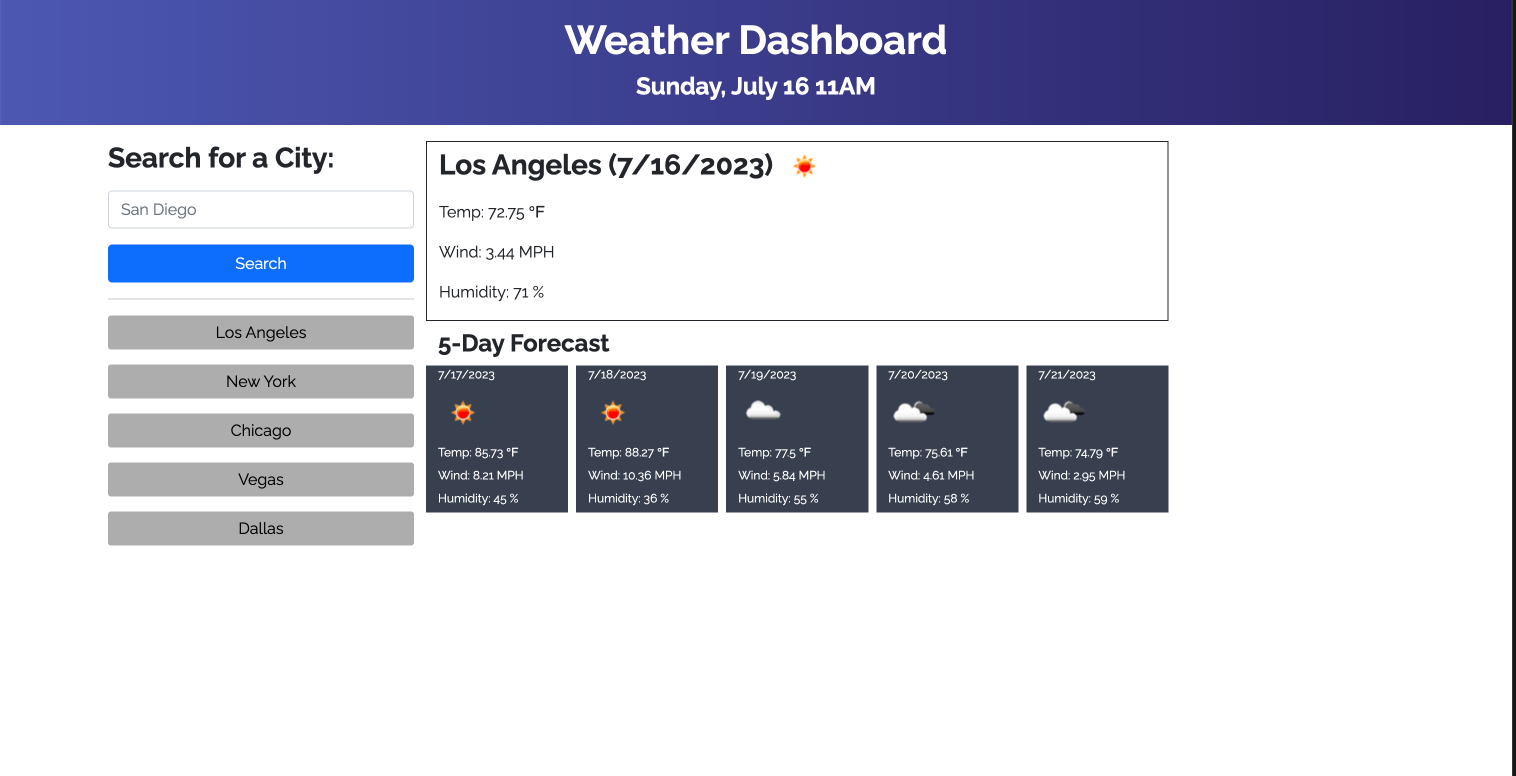 Weather Dashboard
Sunday, July 16 11AM
Search for a City:
San Diego
Search
Los Angeles
New York
Chicago
Vegas
Dallas
Los Angeles (7/16/2023)
Temp: 72.75 °F
Wind: 3.44 MPH
Humidity: 71 %
5-Day Forecast
7/17/2023
Temp: 85.73 °F
Wind: 8.21 MPH
Humidity: 45 %
7/18/2023
Temp: 88.27 °F
Wind: 10.36 MPH
Humidity: 36 %
7/19/2023
Temp: 77.5 °F
Wind: 5.84 MPH
Humidity: 55 %
7/20/2023
Temp: 75.61 °F
Wind: 4.61 MPH
Humidity: 58 %
7/21/2023
Temp: 74.79 °F
Wind: 2.95 MPH
Humidity: 59 %